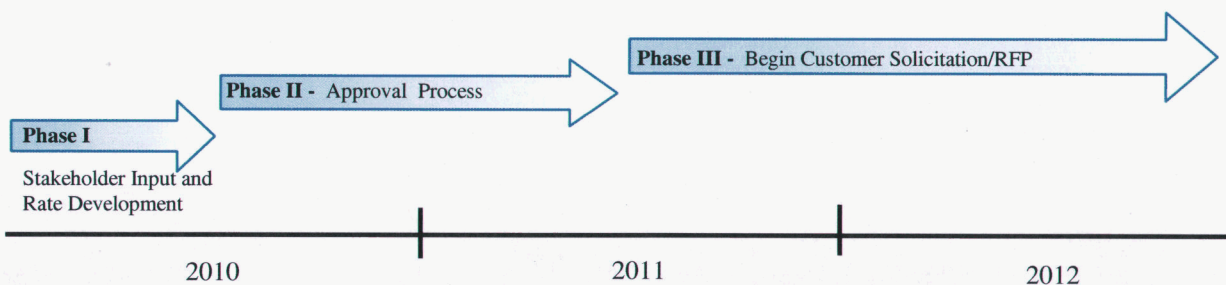 Phase III - Begin Customer Solicitation/RFP
Phase II - Approval Process
Phase I
Stakeholder Input and
Rate Development
2010
2011
2012